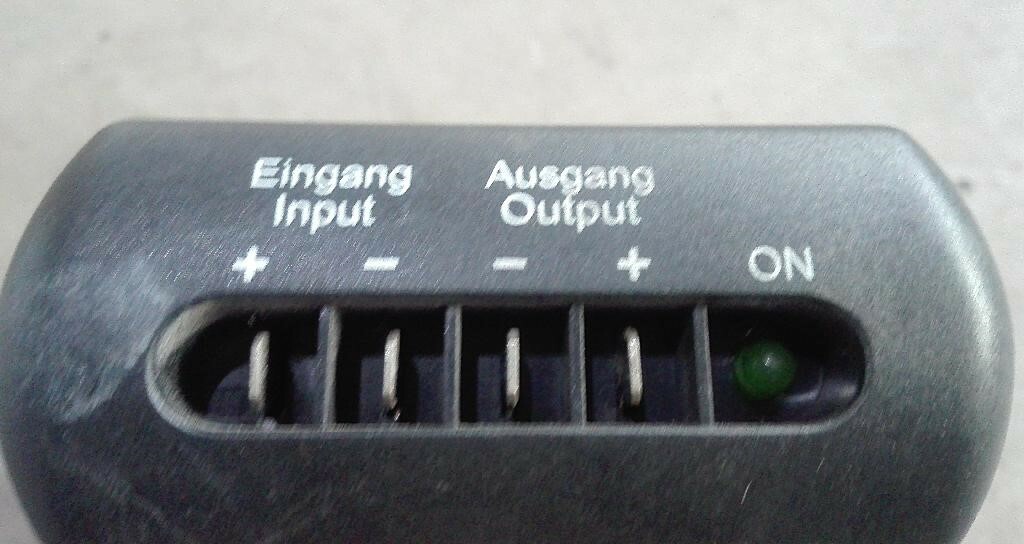 Eingang Ausgang
Input Output
+ - - + ON